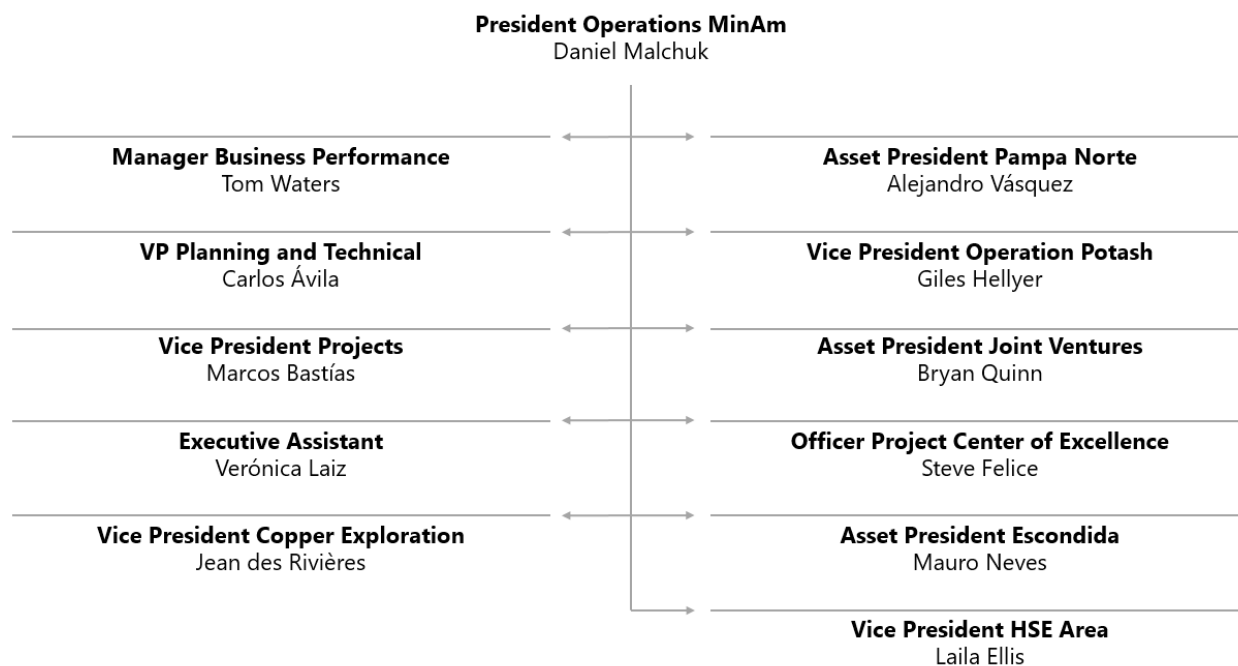 President Operations MinAm
Daniel Malchuk
Manager Business Performance
Tom Waters
Asset President Pampa Norte
Alejandro Vásquez
VP Planning and Technical
Carlos Ávila
Vice President Operation Potash
Giles Hellyer
Vice President Projects
Marcos Bastías
Asset President Joint Ventures
Bryan Quinn
Executive Assistant
Verónica Laiz
Officer Project Center of Excellence
Steve Felice
Vice President Copper Exploration
Jean des Rivières
Asset President Escondida
Mauro Neves
Vice President HSE Area
Laila Ellis